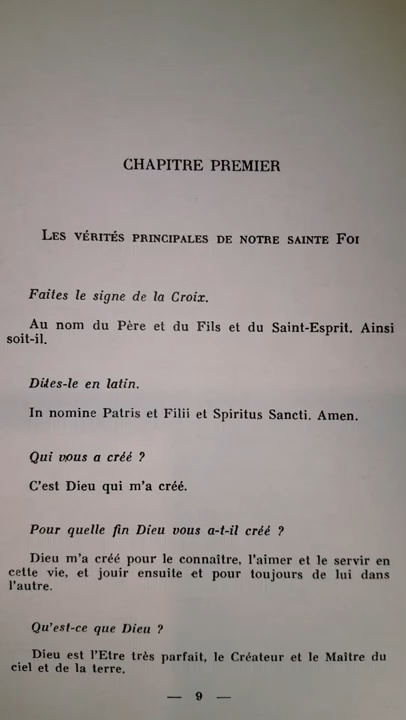 CHAPITRE PREMIER
LES VÉRITÉS PRINCIPALES DE NOTRE SAINTE FOI
Faites le signe de la Croix.
Au nom du Père et du Fils et du Saint-Esprit. Ainsi
soit-il.
Dites-le en latin.
In nomine Patris et Filii et Spiritus Sancti. Amen.
Qui vous a créé ?
C'est Dieu qui m'a créé.
Pour quelle fin Dieu vous a-t-il créé ?
Dieu m'a créé pour le connaître, l'aimer et le servir en
cette vie, et jouir ensuite et pour toujours de lui dans
l'autre.
Qu'est-ce que Dieu ?
Dieu est l'Etre très parfait, le Créateur et le Maître du
ciel et de la terre.
— 9 —